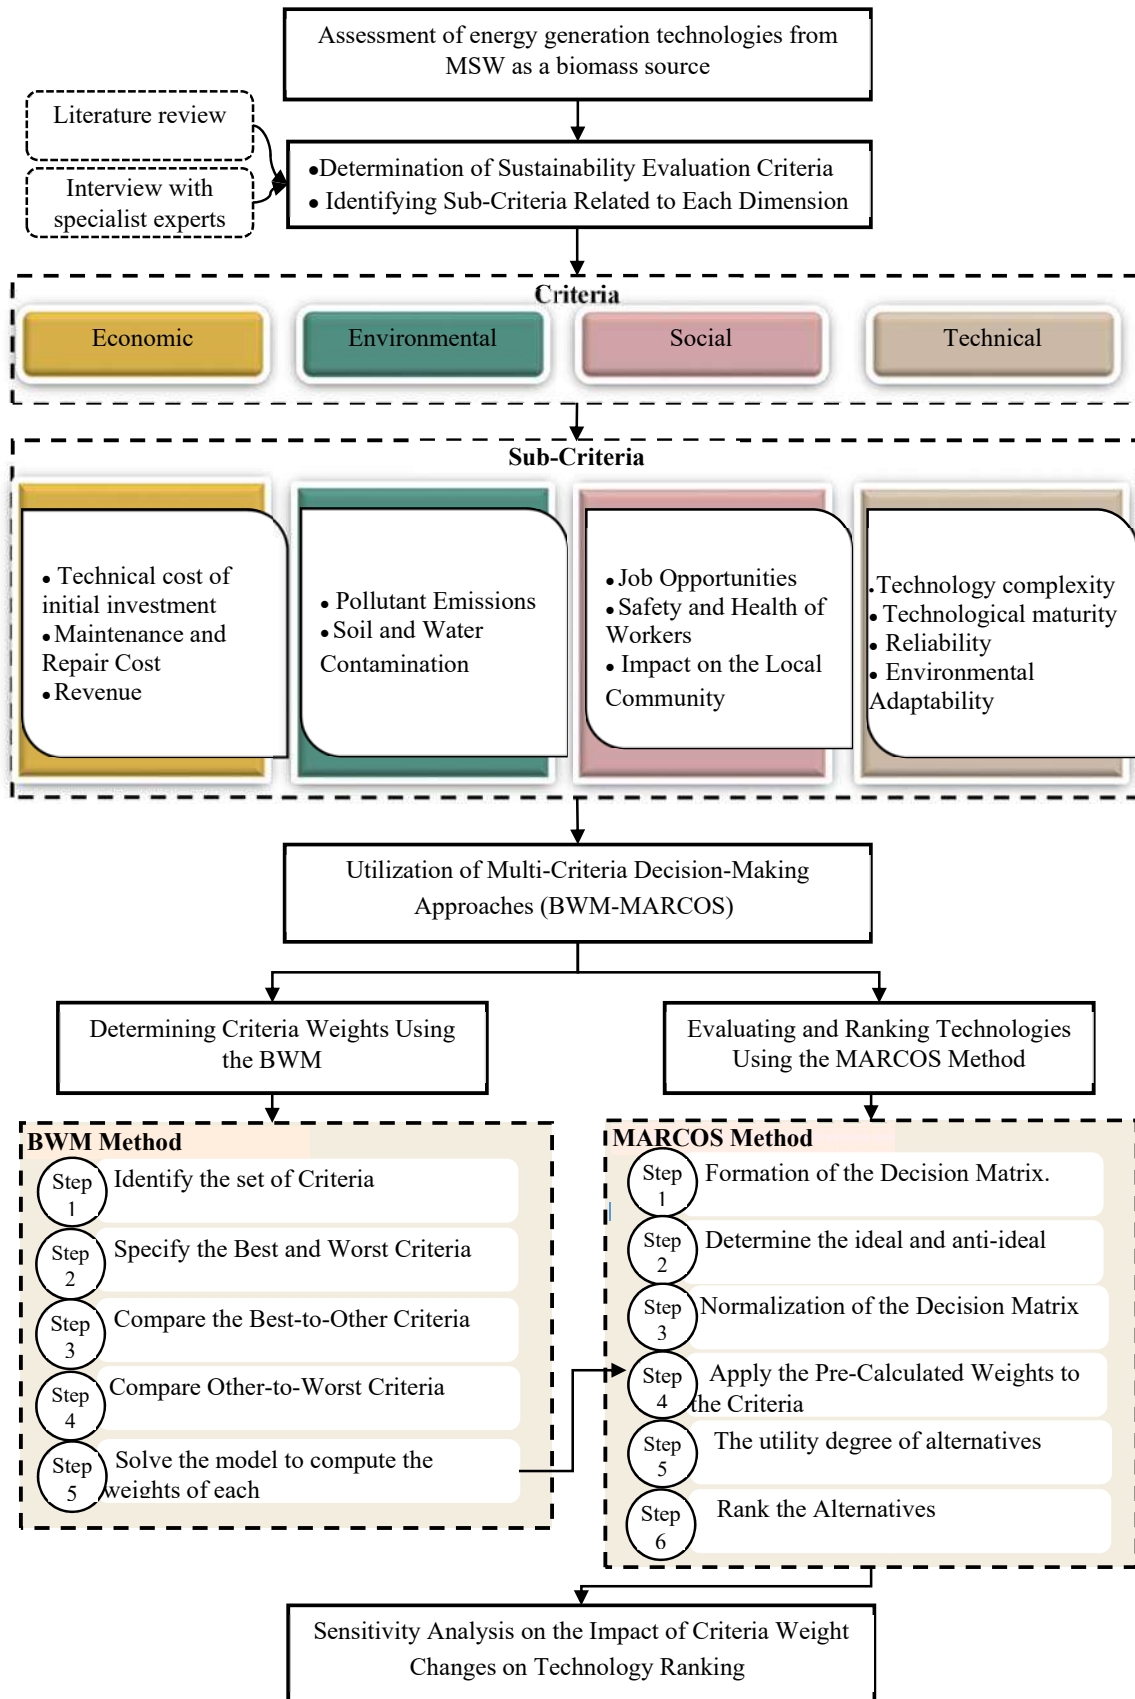 Assessment of energy generation technologies from
MSW as a biomass source
Literature review
Interview with
specialist experts
•Determination of Sustainability Evaluation Criteria
• Identifying Sub-Criteria Related to Each Dimension
Criteria
Economic
Environmental
Social
Technical
Sub-Criteria
• Technical cost of
initial investment
• Maintenance and
Repair Cost
• Revenue
• Pollutant Emissions
• Soil and Water
Contamination
• Job Opportunities
• Safety and Health of
Workers
• Impact on the Local
Community
•Technology complexity
• Technological maturity
• Reliability
• Environmental
Adaptability
Utilization of Multi-Criteria Decision-Making
Approaches (BWM-MARCOS)
Determining Criteria Weights Using
the BWM
Evaluating and Ranking Technologies
Using the MARCOS Method
BWM Method
Step
1
Identify the set of Criteria
Step
2
Specify the Best and Worst Criteria
Step
3
Compare the Best-to-Other Criteria
Step
4
Compare Other-to-Worst Criteria
Step
5
Solve the model to compute the
weights of each
MARCOS Method
Step
1
Formation of the Decision Matrix.
Step
2
Determine the ideal and anti-ideal
Step
3
Normalization of the Decision Matrix
Step
4
Apply the Pre-Calculated Weights to
the Criteria
Step
5
The utility degree of alternatives
Step
6
Rank the Alternatives
Sensitivity Analysis on the Impact of Criteria Weight
Changes on Technology Ranking